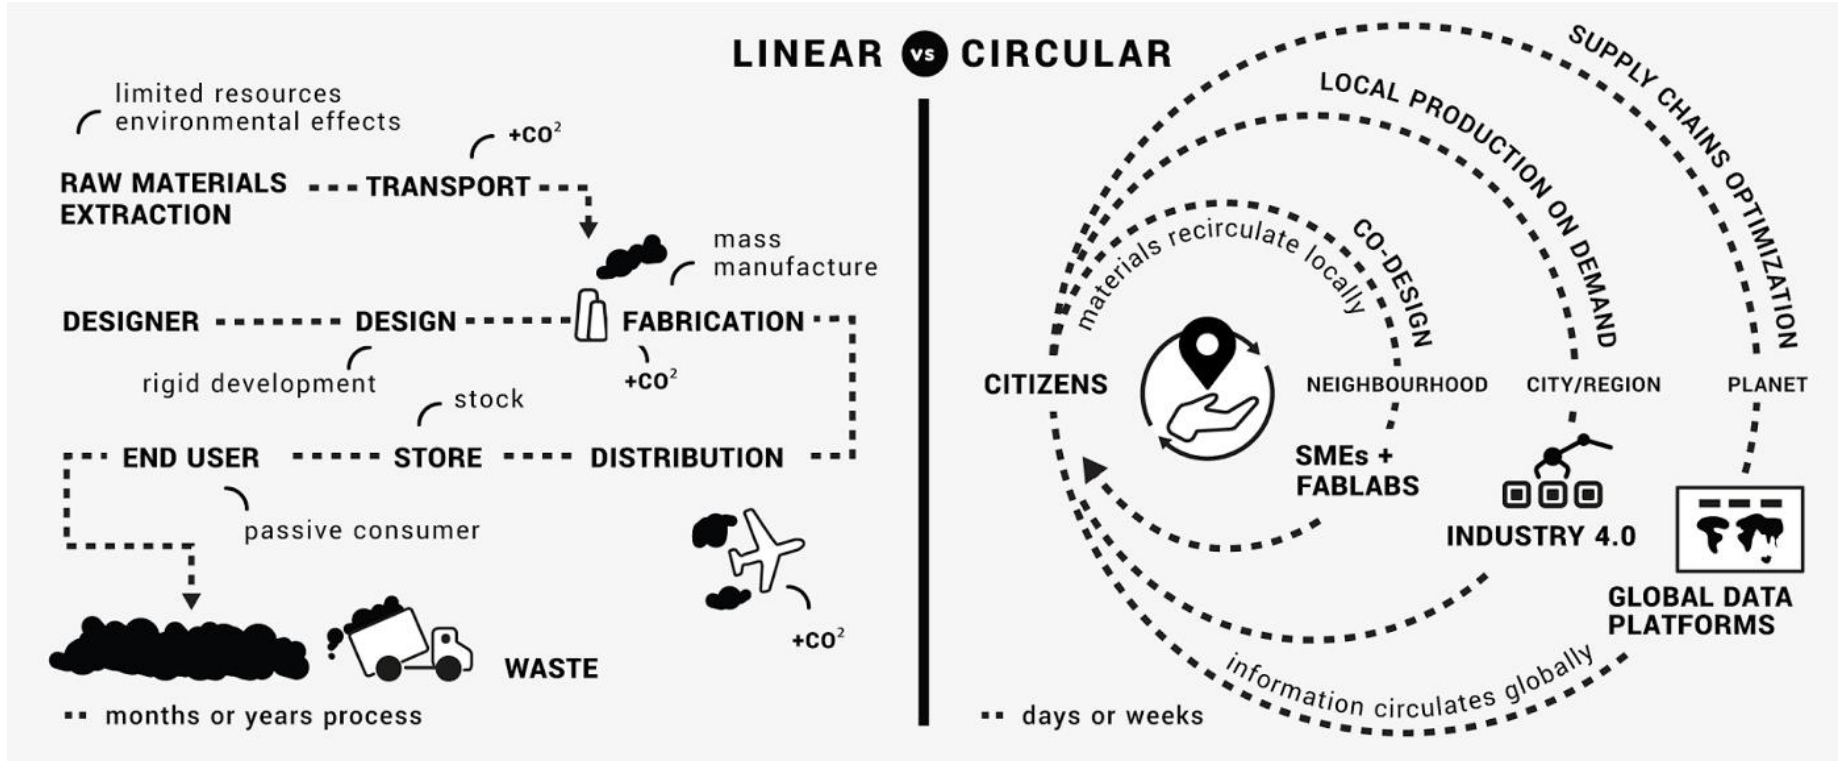 LINEAR vs CIRCULAR
limited resources
environmental effects
+CO²
RAW MATERIALS
EXTRACTION
TRANSPORT
mass
manufacture
DESIGNER
DESIGN
FABRICATION
rigid development
+CO²
stock
END USER
STORE
DISTRIBUTION
passive consumer
+CO²
WASTE
months or years process
SUPPLY CHAINS OPTIMIZATION
LOCAL PRODUCTION ON DEMAND
CO-DESIGN
materials recirculate locally
CITIZENS
NEIGHBOURHOOD
CITY/REGION
PLANET
SMEs +
FABLABS
INDUSTRY 4.0
GLOBAL DATA
PLATFORMS
information circulates globally
days or weeks